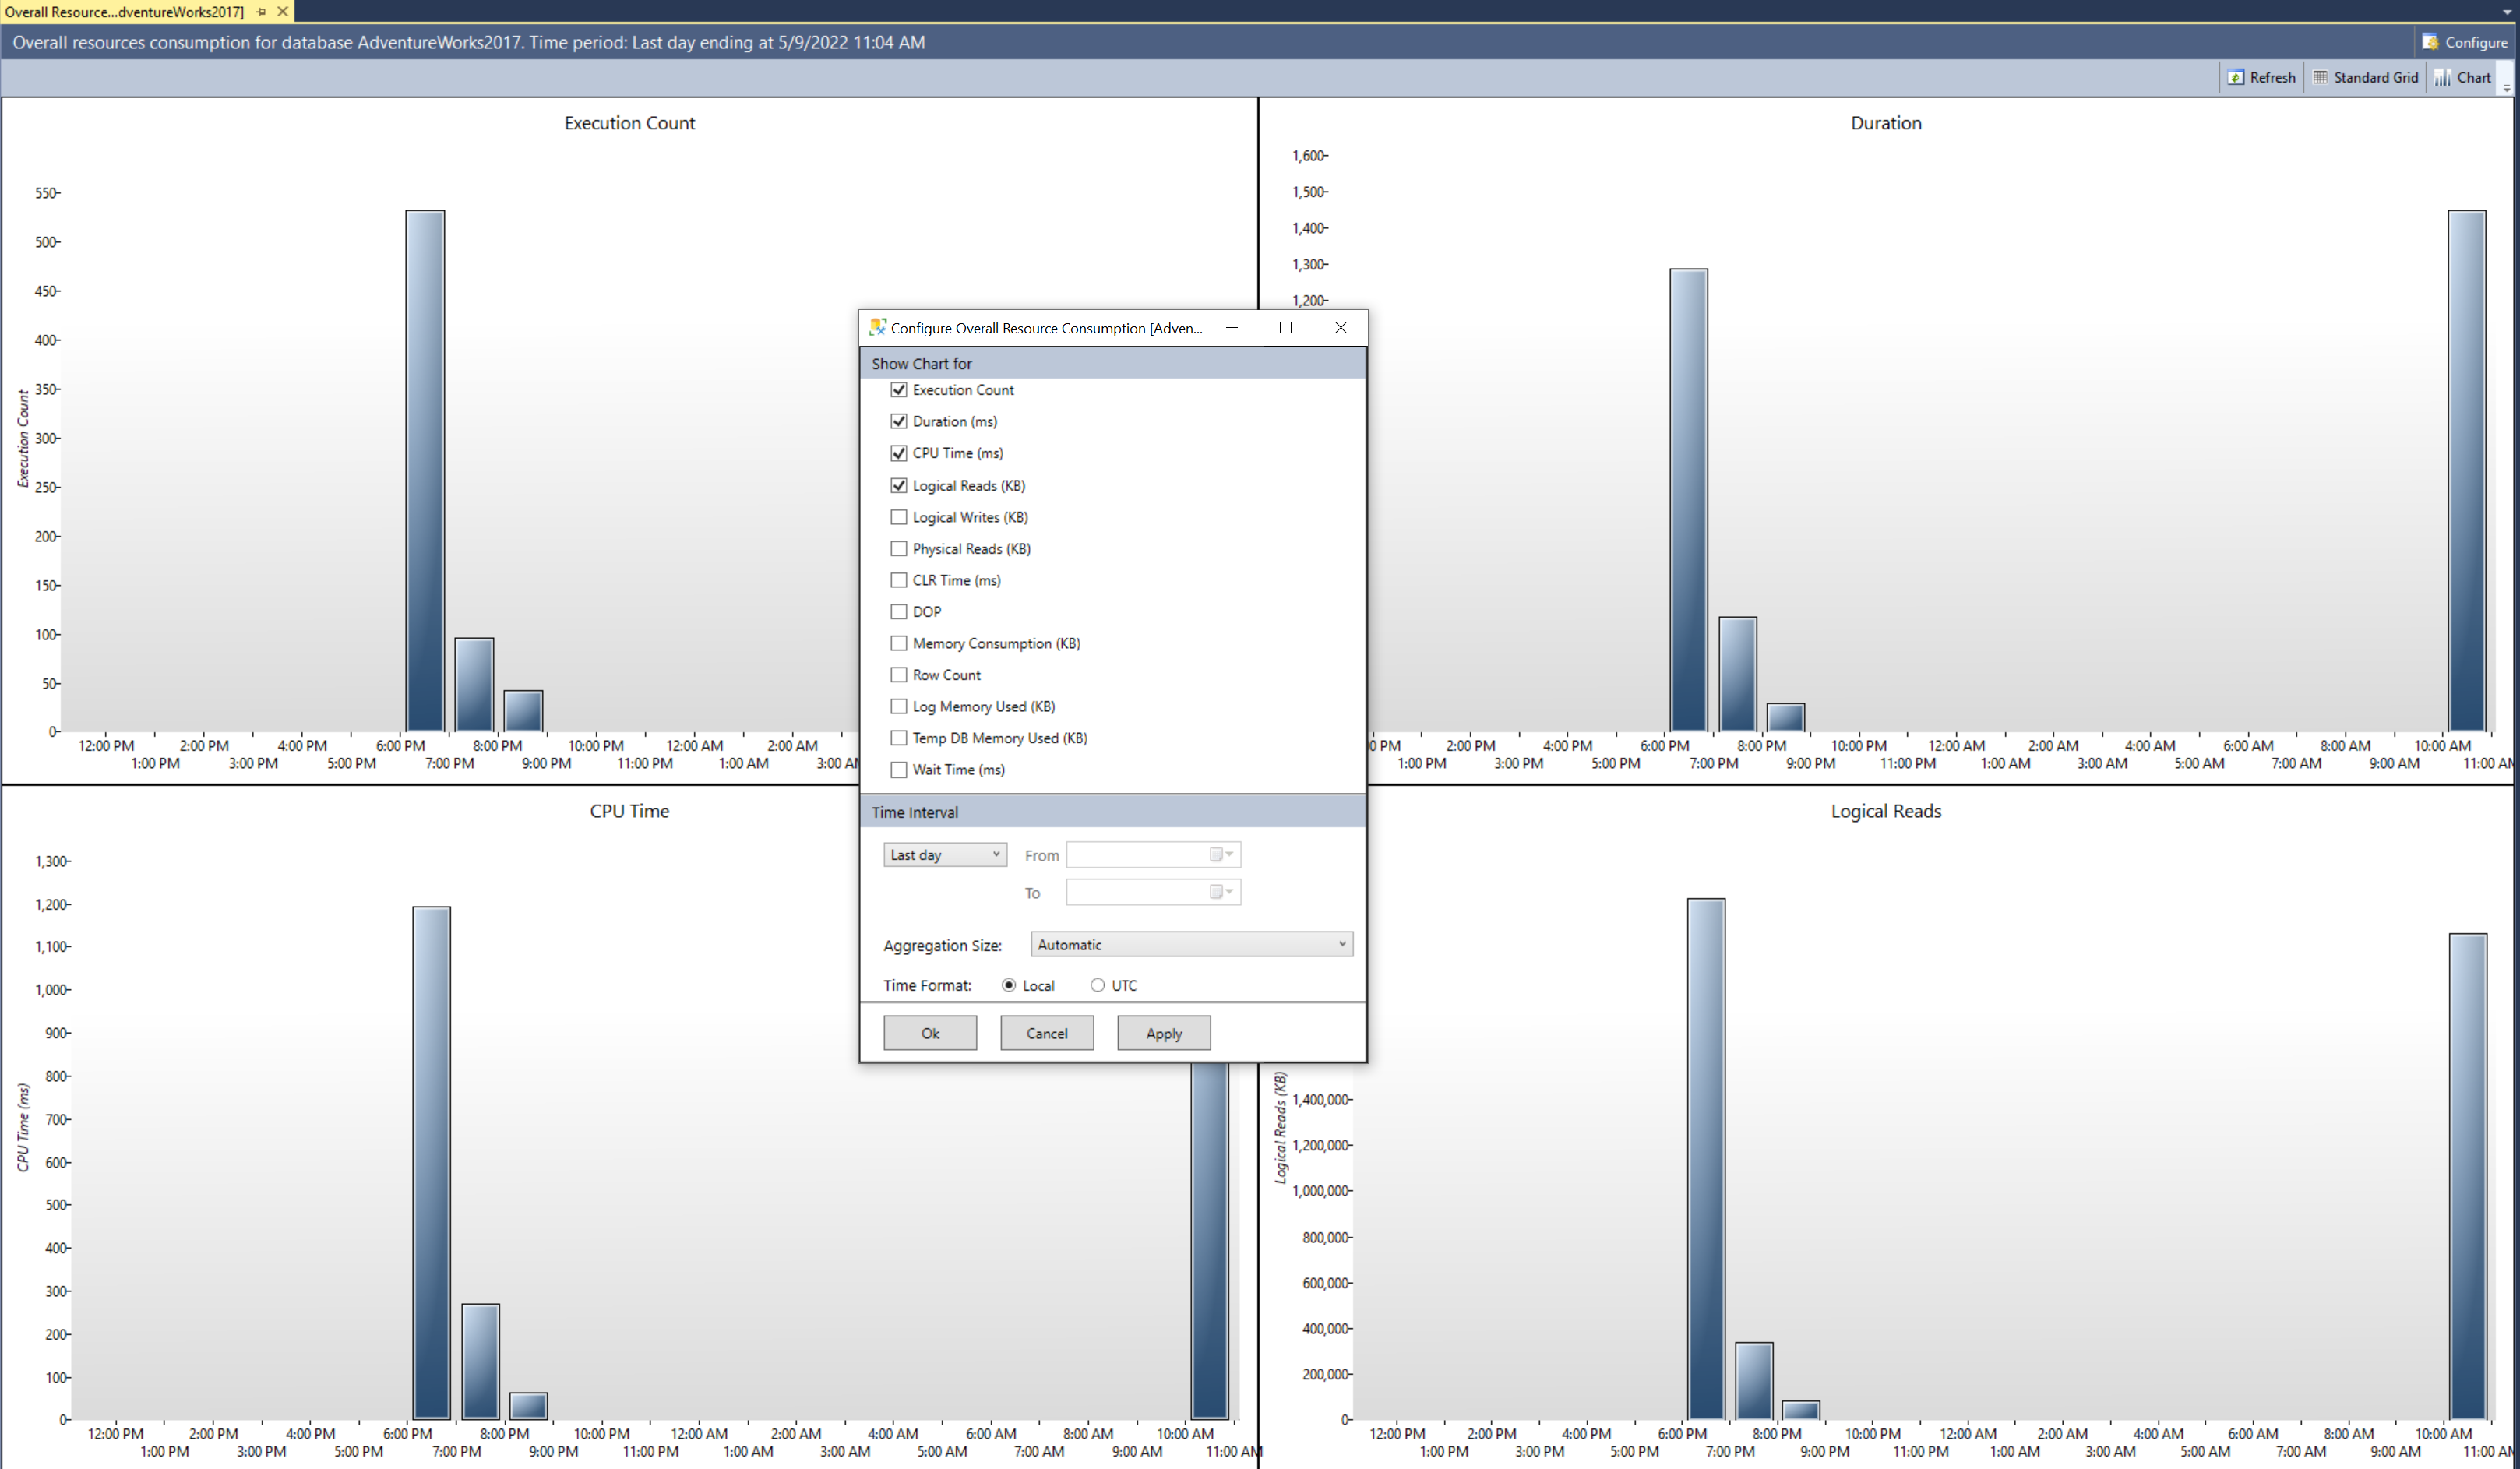 Overall Resource...dventureWorks2017]
Overall resources consumption for database AdventureWorks2017. Time period: Last day ending at 5/9/2022 11:04 AM
Configure
Refresh
Standard Grid
Chart
Execution Count
550
500
450
400
350
300
250
200
150
100
50
0
Execution Count
12:00 PM 2:00 PM 4:00 PM 6:00 PM 8:00 PM 10:00 PM 12:00 AM 2:00 AM
1:00 PM 3:00 PM 5:00 PM 7:00 PM 9:00 PM 11:00 PM 1:00 AM 3:00 A
Duration
1,600
1,500
1,400
1,300
1,200
0 PM 2:00 PM 4:00 PM 6:00 PM 8:00 PM 10:00 PM 12:00 AM 2:00 AM 4:00 AM 6:00 AM 8:00 AM 10:00 AM
1:00 PM 3:00 PM 5:00 PM 7:00 PM 9:00 PM 11:00 PM 1:00 AM 3:00 AM 5:00 AM 7:00 AM 9:00 AM 11:00 AM
Configure Overall Resource Consumption [Adven...
Show Chart for
Execution Count
Duration (ms)
CPU Time (ms)
Logical Reads (KB)
Logical Writes (KB)
Physical Reads (KB)
CLR Time (ms)
DOP
Memory Consumption (KB)
Row Count
Log Memory Used (KB)
Temp DB Memory Used (KB)
Wait Time (ms)
Time Interval
Last day
From
To
Aggregation Size: Automatic
Time Format: Local UTC
Ok Cancel Apply
CPU Time
1,300
1,200
1,100
1,000
900
800
700
600
500
400
300
200
100
0
CPU Time (ms)
12:00 PM 2:00 PM 4:00 PM 6:00 PM 8:00 PM 10:00 PM 12:00 AM 2:00 AM 4:00 AM 6:00 AM 8:00 AM 10:00 AM
1:00 PM 3:00 PM 5:00 PM 7:00 PM 9:00 PM 11:00 PM 1:00 AM 3:00 AM 5:00 AM 7:00 AM 9:00 AM 11:00 AM
Logical Reads
1,400,000
1,200,000
1,000,000
800,000
600,000
400,000
200,000
0
Logical Reads (KB)
12:00 PM 2:00 PM 4:00 PM 6:00 PM 8:00 PM 10:00 PM 12:00 AM 2:00 AM 4:00 AM 6:00 AM 8:00 AM 10:00 AM
1:00 PM 3:00 PM 5:00 PM 7:00 PM 9:00 PM 11:00 PM 1:00 AM 3:00 AM 5:00 AM 7:00 AM 9:00 AM 11:00 AM